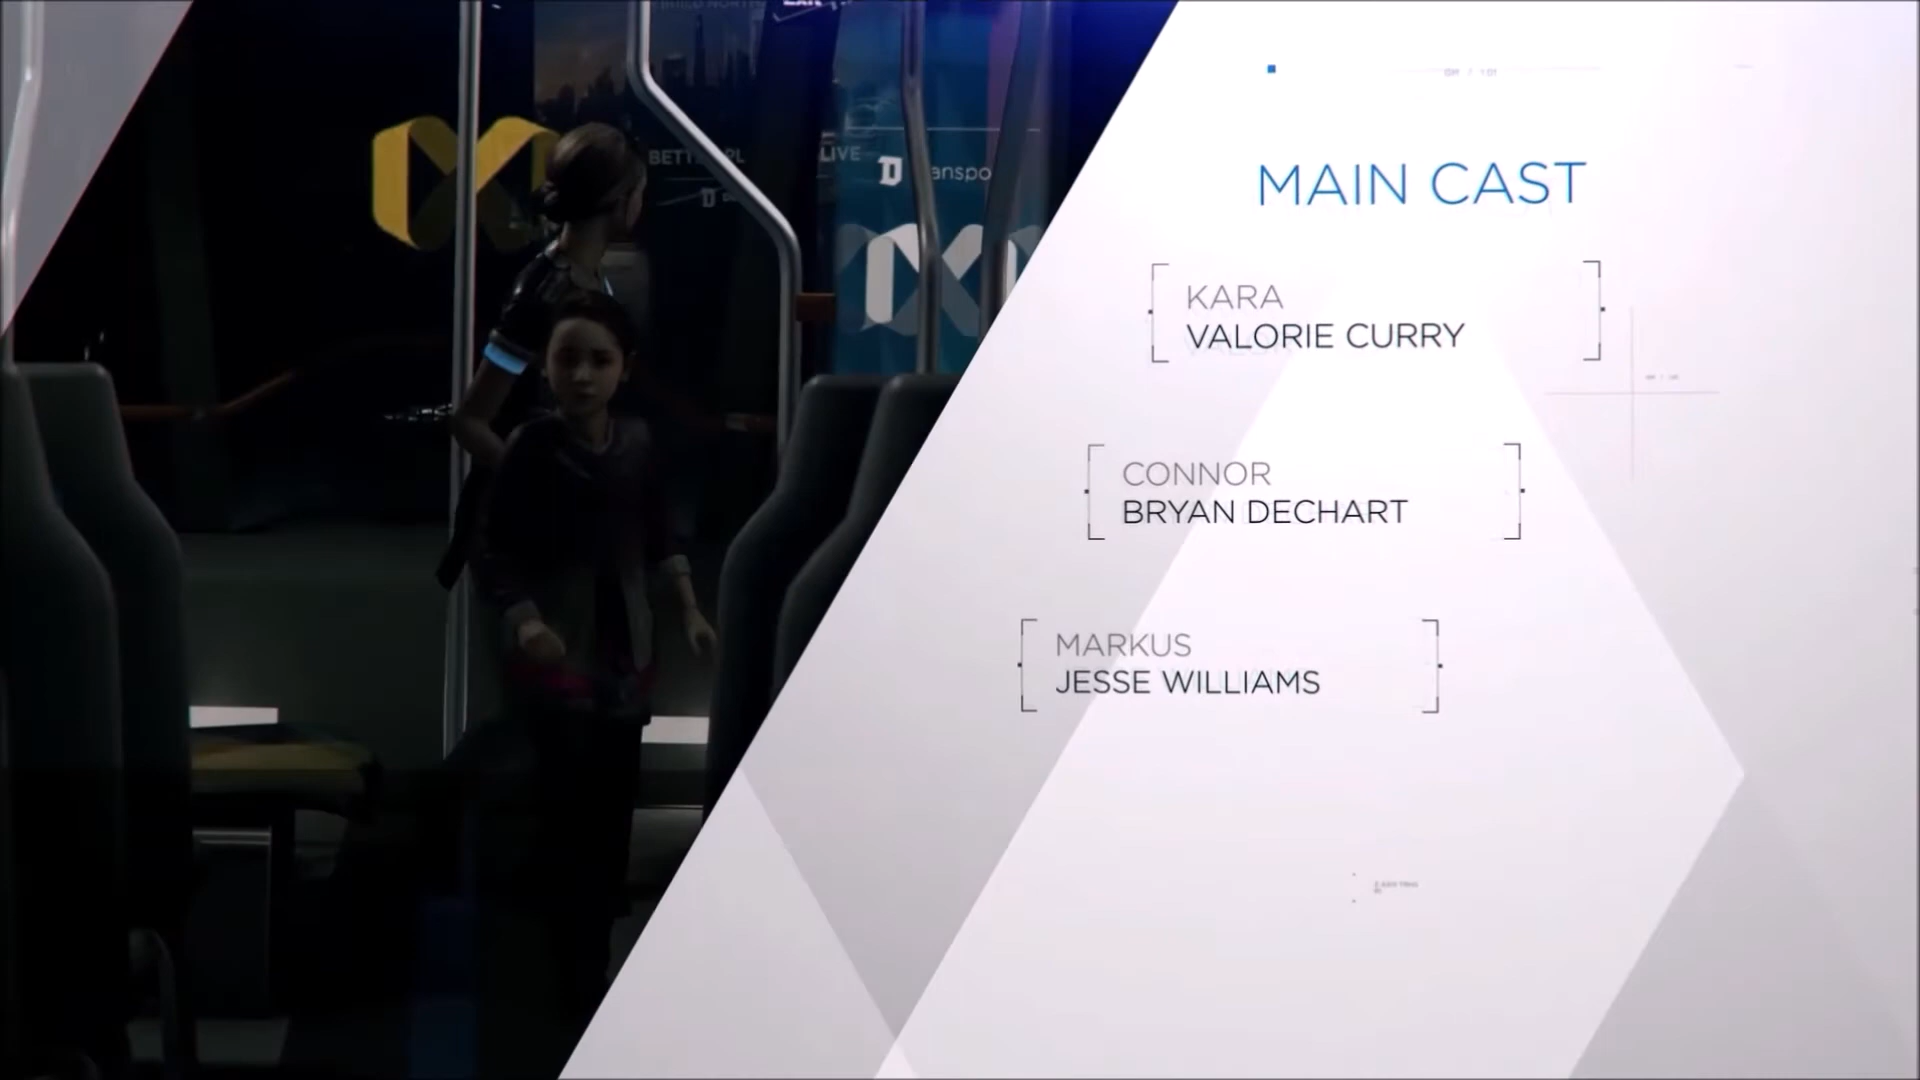 LIVE
D
MAIN CAST
KARA
VALORIE CURRY
CONNOR
BRYAN DECHART
MARKUS
JESSE WILLIAMS